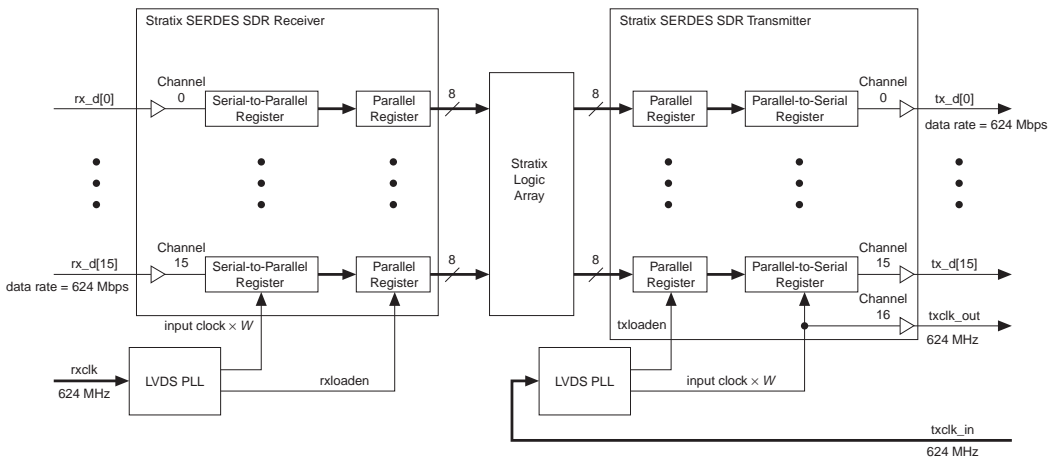 Stratix SERDES SDR Receiver
Stratix SERDES SDR Transmitter
rx_d[0]
Channel
0
Serial-to-Parallel
Register
Parallel
Register
8
8
Parallel
Register
Parallel-to-Serial
Register
Channel
0
tx_d[0]
data rate = 624 Mbps
Stratix
Logic
Array
rx_d[15]
data rate = 624 Mbps
Channel
15
Serial-to-Parallel
Register
Parallel
Register
8
8
Parallel
Register
Parallel-to-Serial
Register
Channel
15
tx_d[15]
Channel
16
txclk_out
624 MHz
input clock × W
txloaden
rxclk
624 MHz
LVDS PLL
rxloaden
LVDS PLL
input clock × W
txclk_in
624 MHz